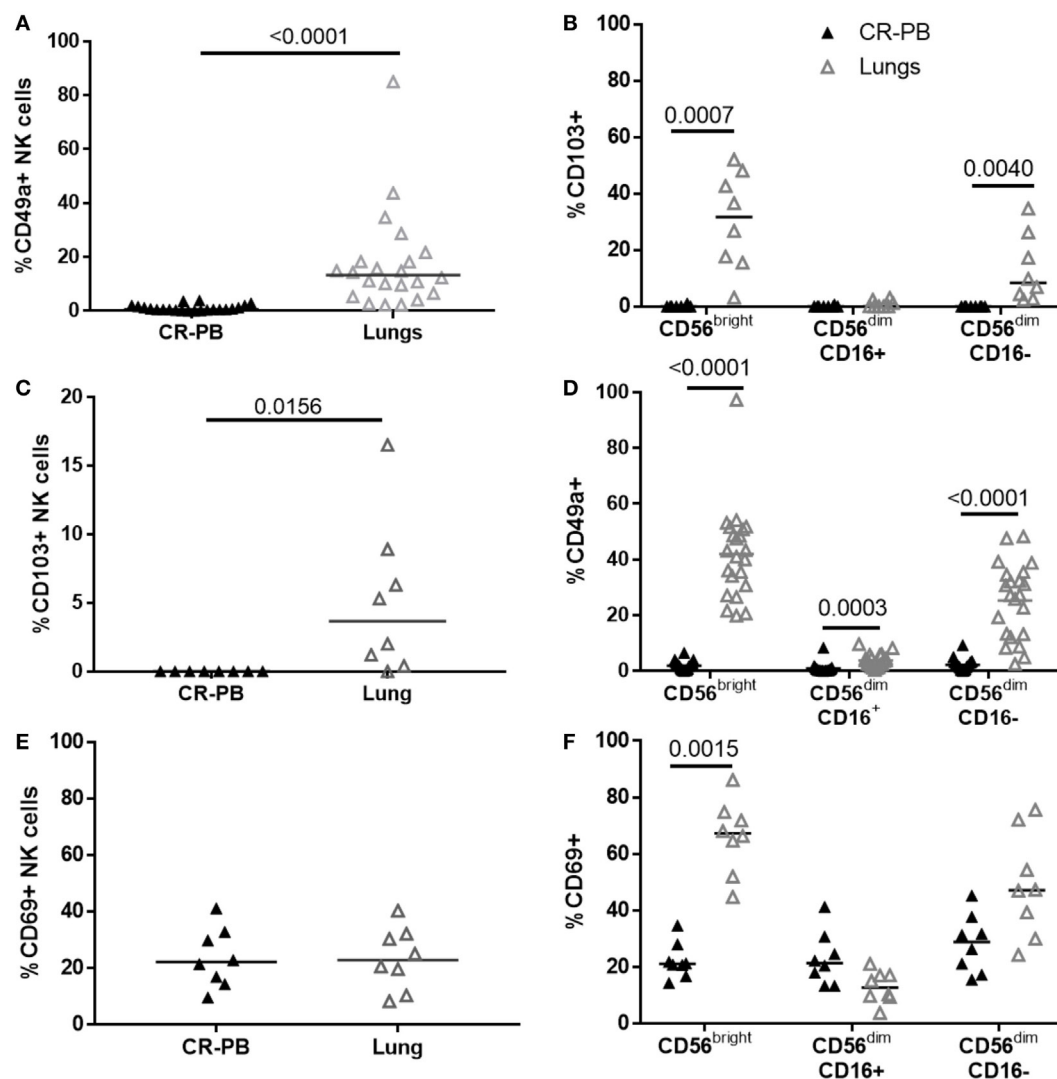 A
%CD49a+ NK cells
100
80
60
40
20
0
<0.0001
CR-PB
Lungs
B
%CD103+
100
80
60
40
20
0
CR-PB
Lungs
0.0007
0.0040
CD56bright
CD56dim
CD16+
CD56dim
CD16-
C
%CD103+ NK cells
20
15
10
5
0
0.0156
CR-PB
Lung
D
%CD49a+
100
80
60
40
20
0
<0.0001
0.0003
<0.0001
CD56bright
CD56dim
CD16+
CD56dim
CD16-
E
%CD69+ NK cells
100
80
60
40
20
0
CR-PB
Lung
F
%CD69+
100
80
60
40
20
0
0.0015
CD56bright
CD56dim
CD16+
CD56dim
CD16-